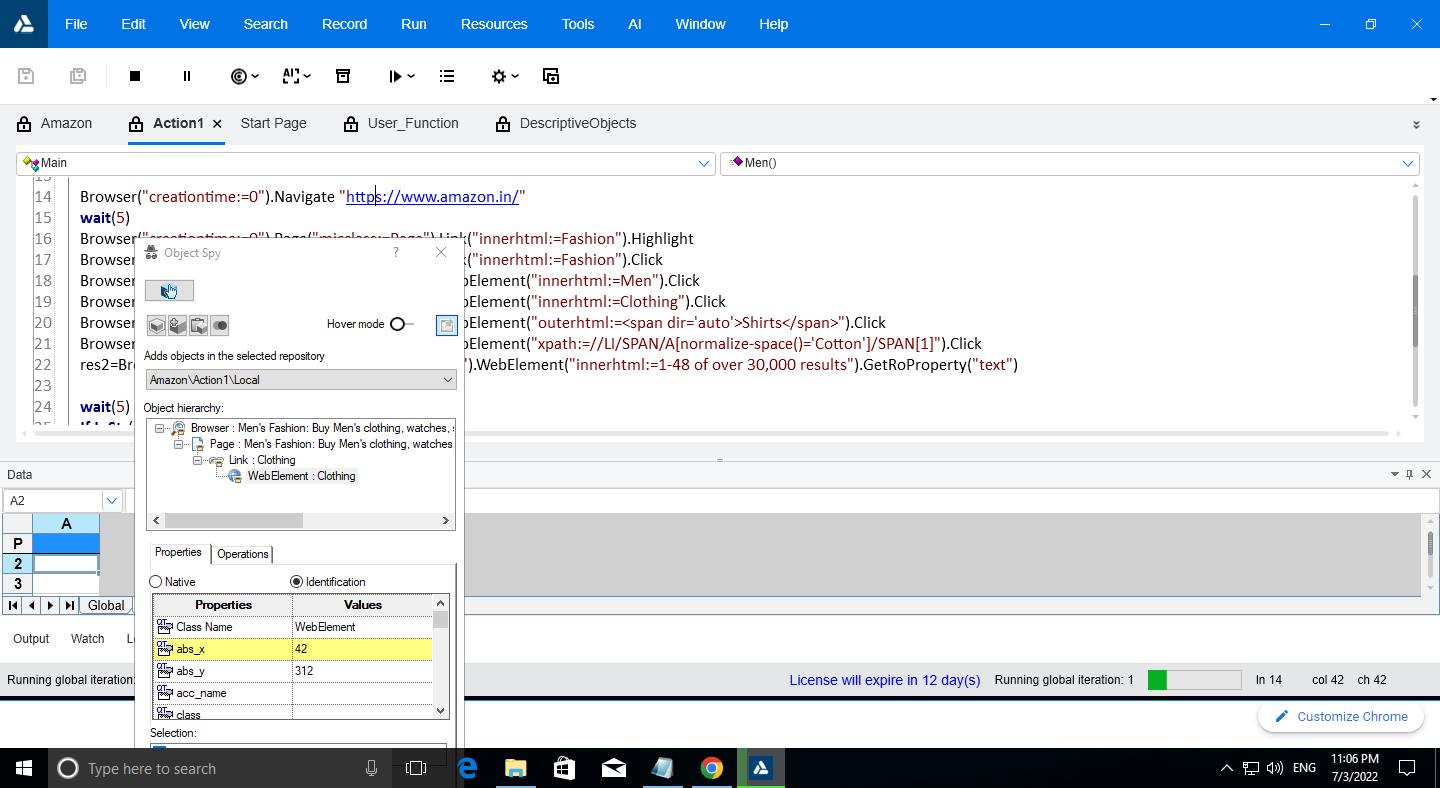 File Edit View Search Record Run Resources Tools AI Window Help
Amazon Action1 Start Page User_Function DescriptiveObjects
Main Men()
14 Browser("creationtime:=0").Navigate "https://www.amazon.in/"
15 wait(5)
16 Browser("creationtime:=0").Page("micclass:=Page").Link("innerhtml:=Fashion").Highlight
17 Browser k("innerhtml:=Fashion").Click
18 Browser bElement("innerhtml:=Men").Click
19 Browser bElement("innerhtml:=Clothing").Click
20 Browser bElement("outerhtml:=<span dir='auto'>Shirts</span>").Click
21 Browser bElement("xpath:=//LI/SPAN/A[normalize-space()='Cotton']/SPAN[1]").Click
22 res2=Br ").WebElement("innerhtml:=1-48 of over 30,000 results").GetRoProperty("text")
23
24 wait(5)
Object Spy ?
Hover mode
Adds objects in the selected repository
Amazon\Action1\Local
Object hierarchy:
Browser : Men's Fashion: Buy Men's clothing, watches,
Page : Men's Fashion: Buy Men's clothing, watches
Link : Clothing
WebElement : Clothing
Properties Operations
Native Identification
Properties Values
Class Name WebElement
abs_x 42
abs_y 312
acc_name
class
Selection:
Data
A2
A
P
2
3
Global
Output Watch
Running global iteration: License will expire in 12 day(s) Running global iteration: 1 ln 14 col 42 ch 42
Customize Chrome
Type here to search ENG 11:06 PM
7/3/2022